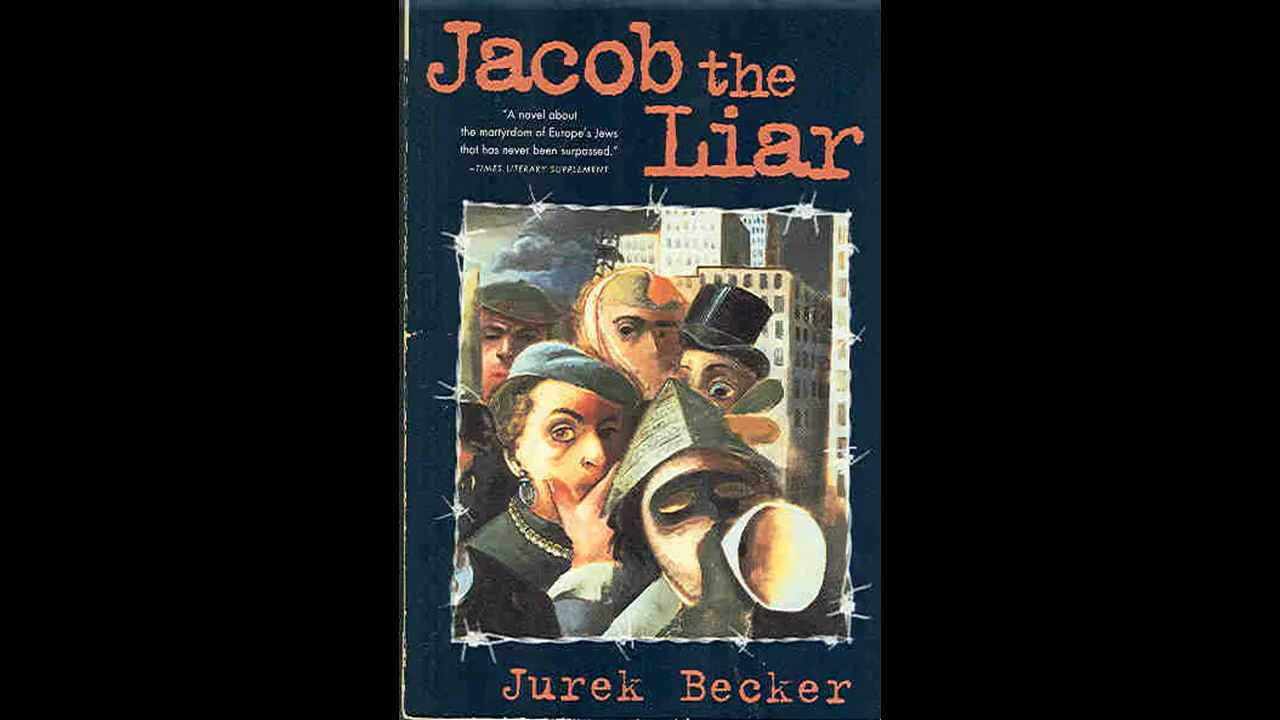 Jacob the
Liar
"A novel about
the martyrdom of Europe's Jews
that has never been surpassed."
—TIMES LITERARY SUPPLEMENT
Jurek Becker